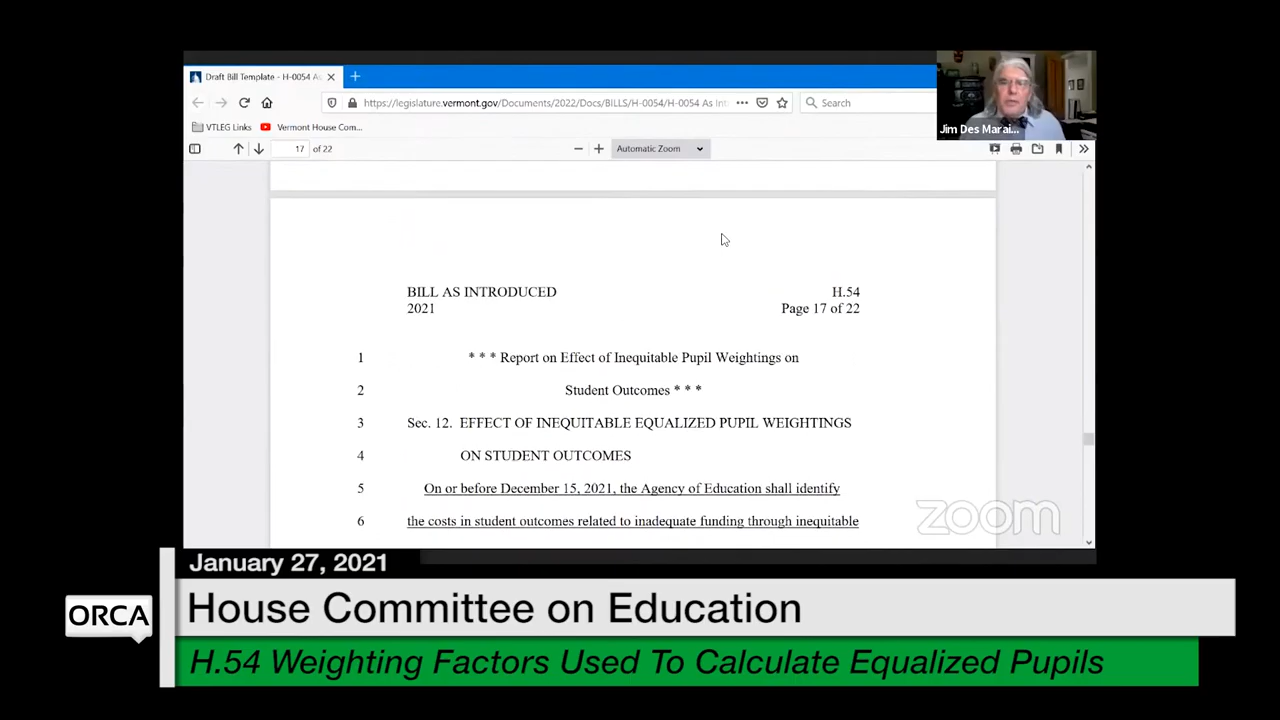 Draft Bill Template - H-0054 As
https://legislature.vermont.gov/Documents/2022/Docs/BILLS/H-0054/H-0054 As Int
Search
VTLEG Links
Vermont House Com...
Jim Des Marai...
17 of 22
Automatic Zoom
BILL AS INTRODUCED H.54
2021 Page 17 of 22
1 * * * Report on Effect of Inequitable Pupil Weightings on
2 Student Outcomes * * *
3 Sec. 12. EFFECT OF INEQUITABLE EQUALIZED PUPIL WEIGHTINGS
4 ON STUDENT OUTCOMES
5 On or before December 15, 2021, the Agency of Education shall identify
6 the costs in student outcomes related to inadequate funding through inequitable
zoom
January 27, 2021
ORCA
House Committee on Education
H.54 Weighting Factors Used To Calculate Equalized Pupils